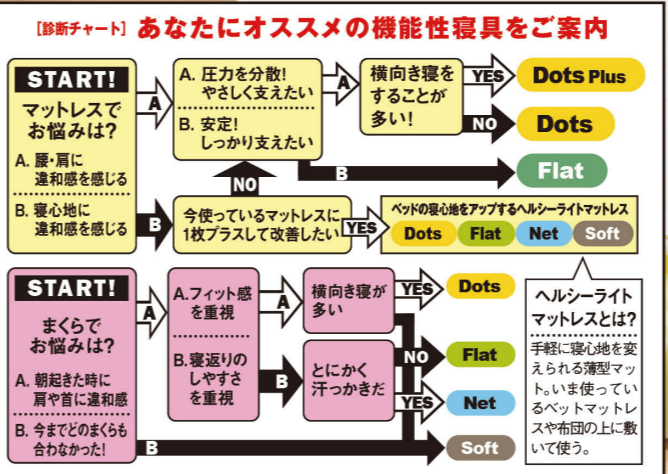 ［診断チャート］あなたにオススメの機能性寝具をご案内
START!
マットレスで
お悩みは?
A. 腰・肩に
違和感を感じる
B. 寝心地に
違和感を感じる
A
B
A. 圧力を分散!
やさしく支えたい
B. 安定!
しっかり支えたい
A
横向き寝を
することが
多い!
YES
Dots Plus
NO
Dots
B
Flat
NO
今使っているマットレスに
1枚プラスして改善したい
YES
ベッドの寝心地をアップするヘルシーライトマットレス
Dots Flat Net Soft
START!
まくらで
お悩みは?
A. 朝起きた時に
肩や首に違和感
B. 今までどのまくらも
合わなかった!
A
B
A.フィット感
を重視
B.寝返りの
しやすさ
を重視
A
横向き寝が
多い
B
とにかく
汗っかきだ
YES
Dots
NO
Flat
YES
Net
Soft
ヘルシーライト
マットレスとは?
手軽に寝心地を変
えられる薄型マッ
ト。いま使ってい
るベットマットレ
スや布団の上に敷
いて使う。